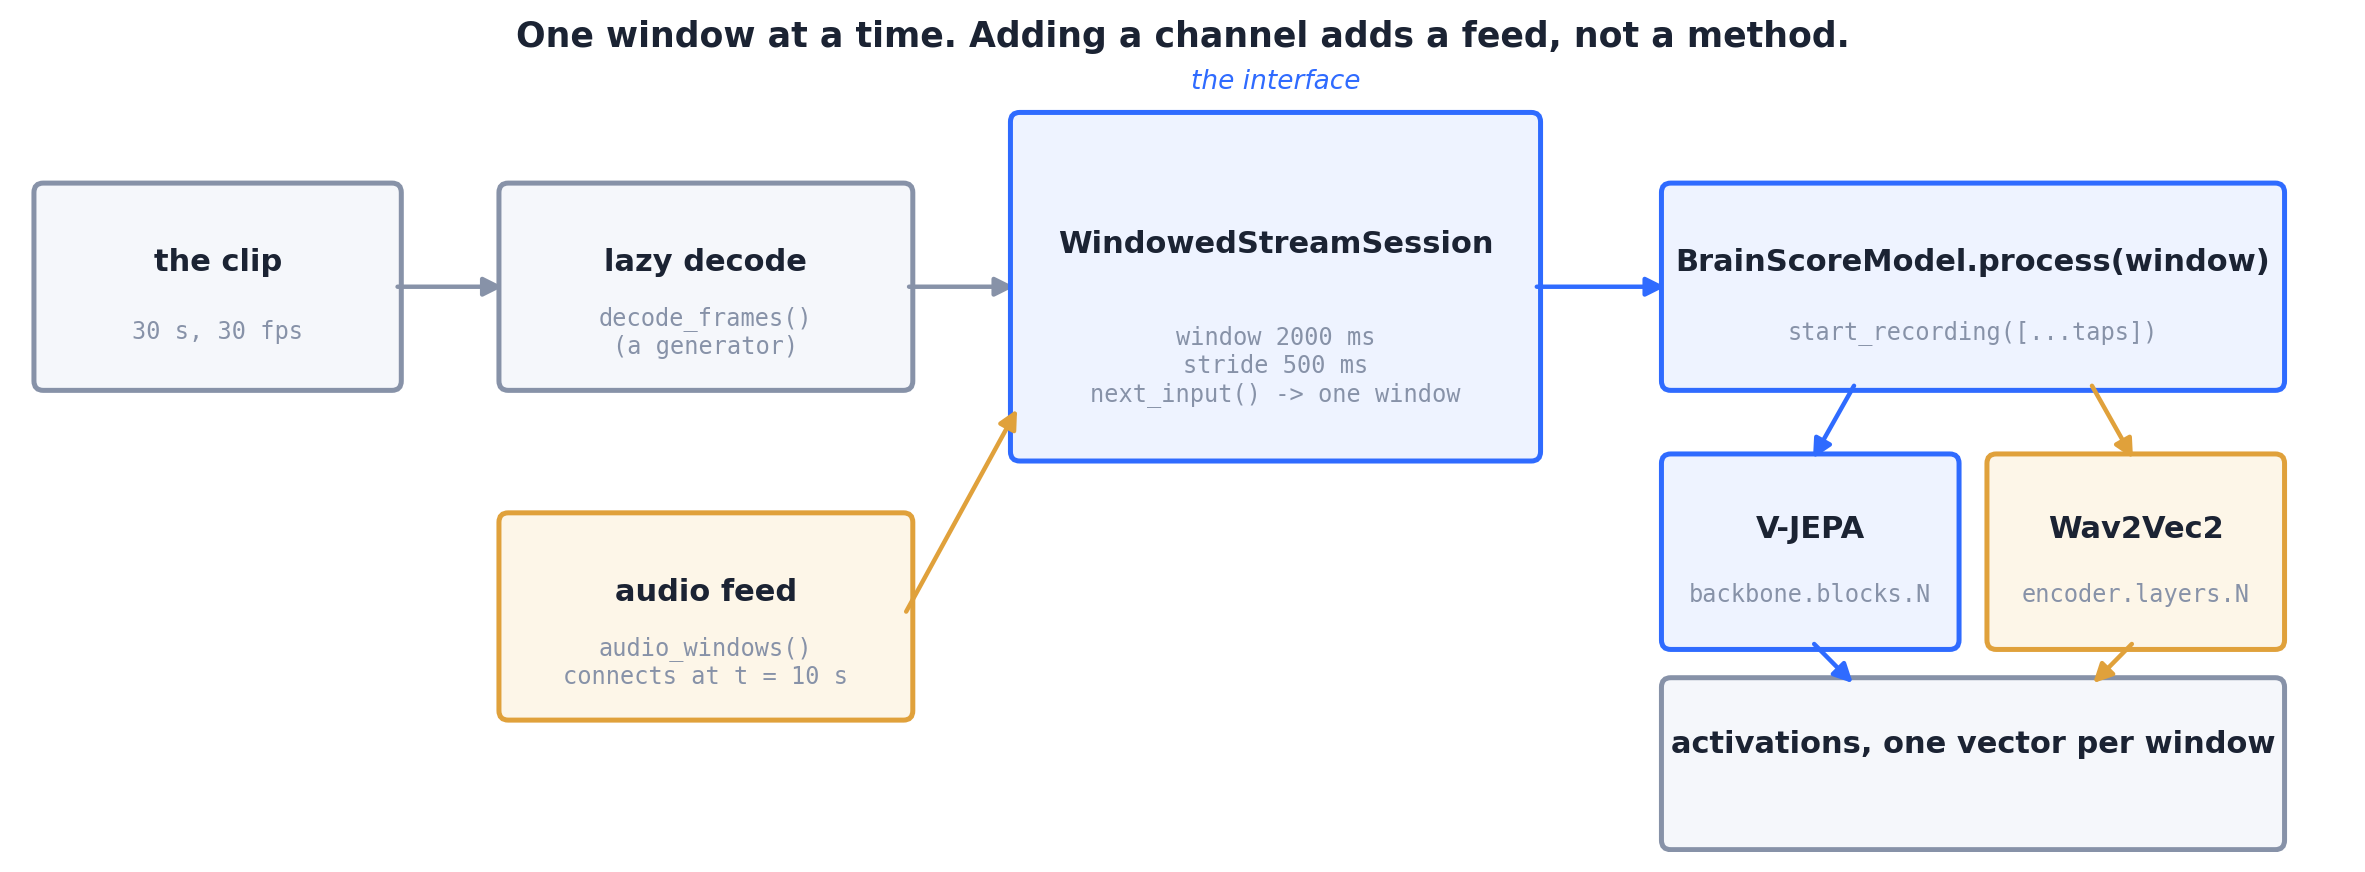 One window at a time. Adding a channel adds a feed, not a method.
the interface
the clip
30 s, 30 fps
lazy decode
decode_frames()
(a generator)
WindowedStreamSession
window 2000 ms
stride 500 ms
next_input() -> one window
BrainScoreModel.process(window)
start_recording([...taps])
audio feed
audio_windows()
connects at t = 10 s
V-JEPA
backbone.blocks.N
Wav2Vec2
encoder.layers.N
activations, one vector per window